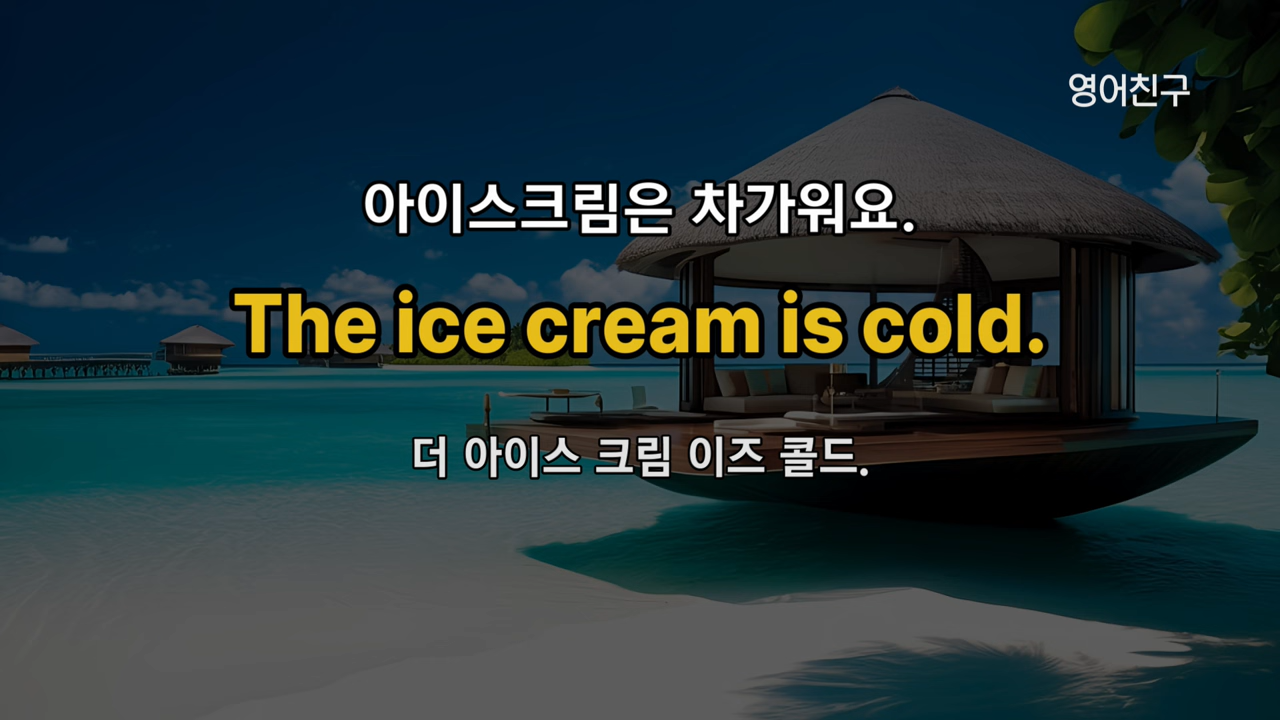 영어친구
아이스크림은 차가워요.
The ice cream is cold.
더 아이스 크림 이즈 콜드.